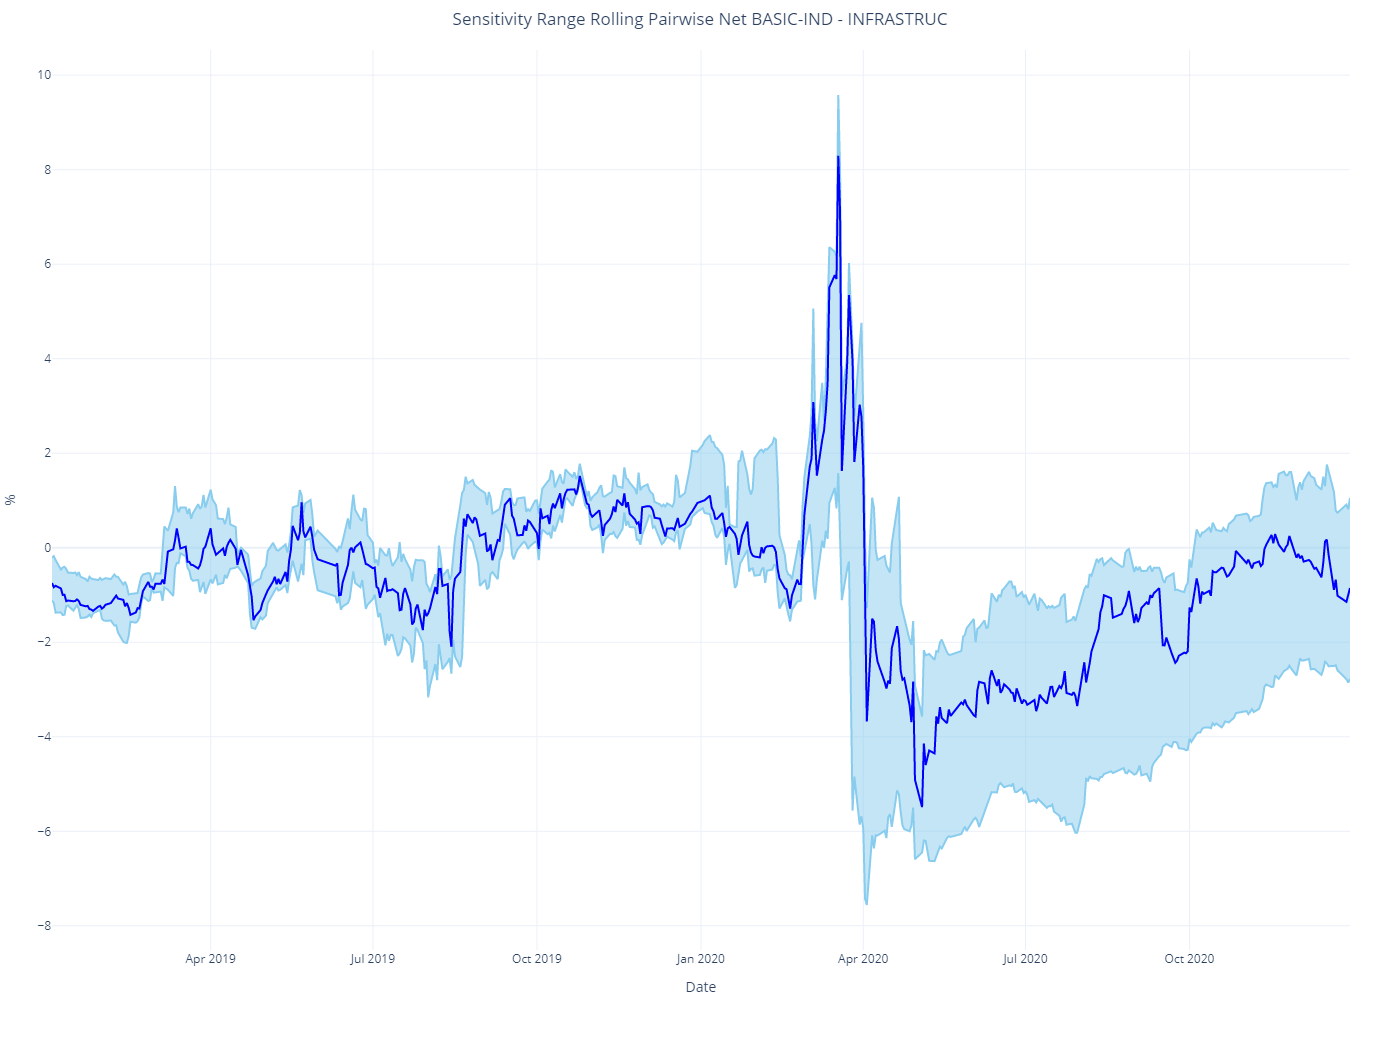 Sensitivity Range Rolling Pairwise Net BASIC-IND - INFRASTRUC
10
8
6
4
2
0
−2
−4
−6
−8
%
Apr 2019
Jul 2019
Oct 2019
Jan 2020
Apr 2020
Jul 2020
Oct 2020
Date